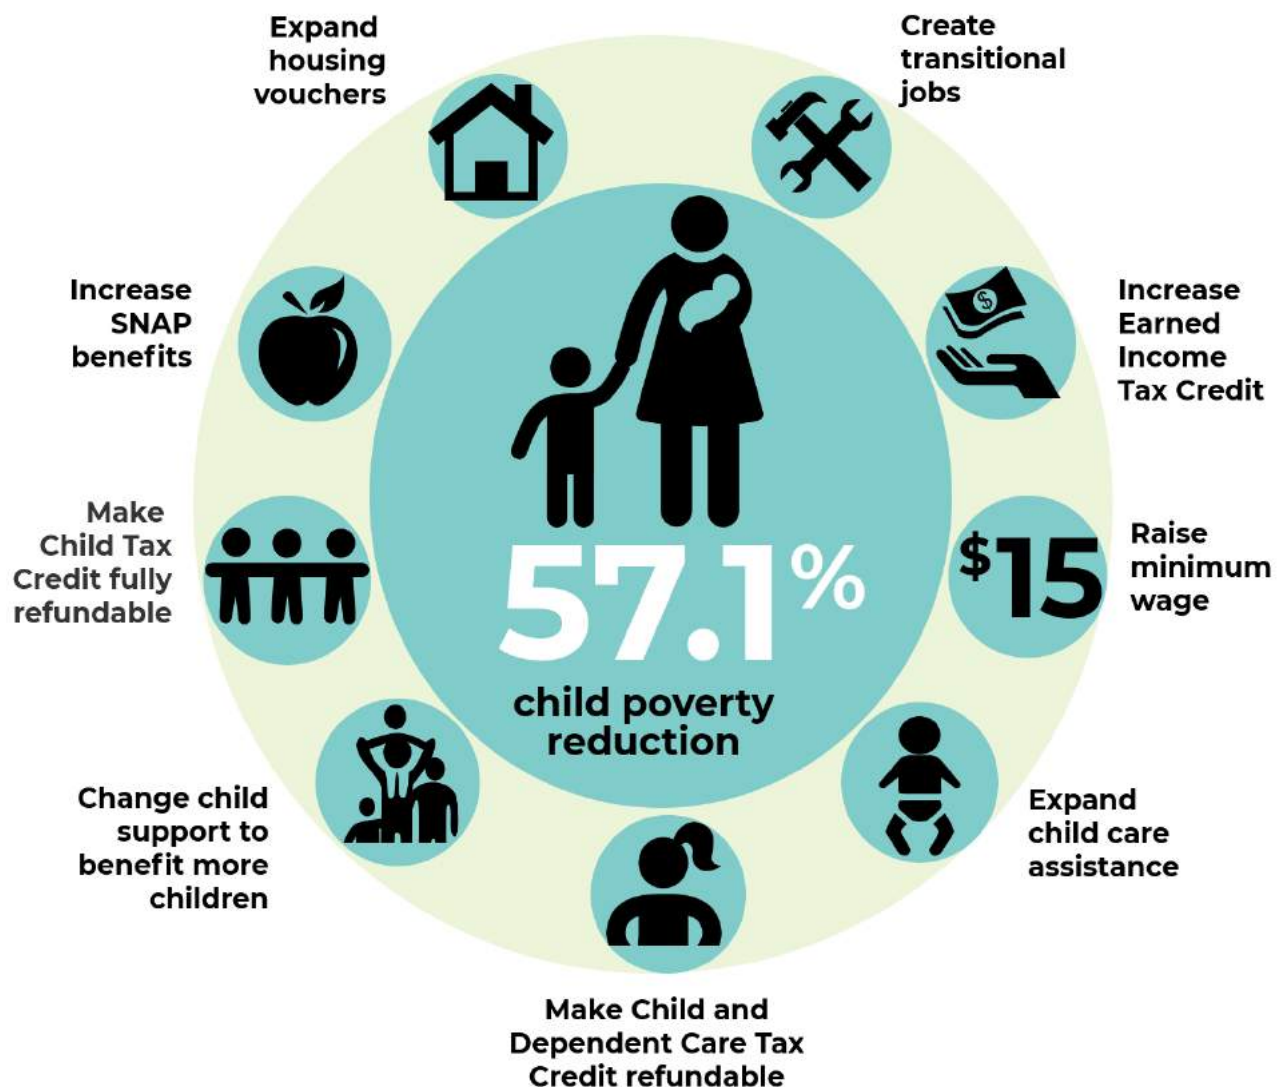 Expand
housing
vouchers
Create
transitional
jobs
Increase
SNAP
benefits
$
Increase
Earned
Income
Tax Credit
Make
Child Tax
Credit fully
refundable
57.1%
child poverty
reduction
$15
Raise
minimum
wage
Change child
support to
benefit more
children
Expand
child care
assistance
Make Child and
Dependent Care Tax
Credit refundable